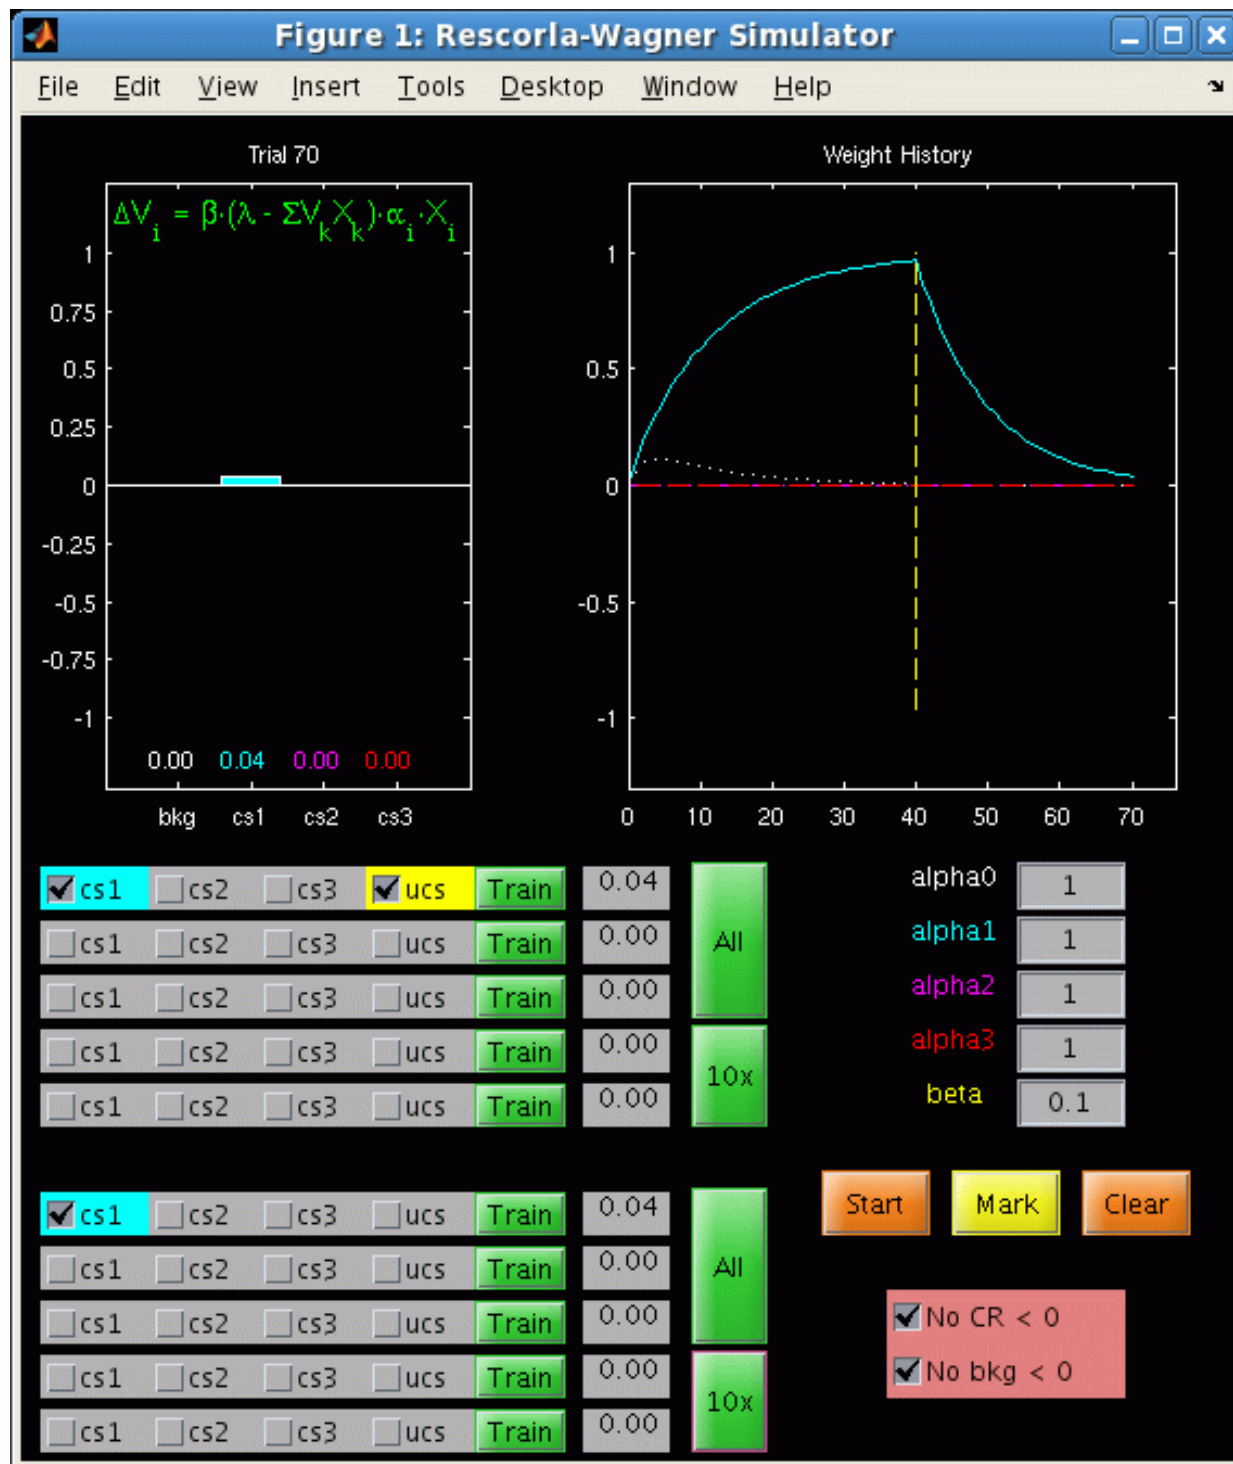 Figure 1: Rescorla-Wagner Simulator
File Edit View Insert Tools Desktop Window Help
Trial 70
ΔV_i = β·(λ - ΣV_k X_k)·α_i·X_i
1
0.75
0.5
0.25
0
-0.25
-0.5
-0.75
-1
0.00 0.04 0.00 0.00
bkg cs1 cs2 cs3
Weight History
1
0.5
0
-0.5
-1
0 10 20 30 40 50 60 70
cs1 cs2 cs3 ucs Train 0.04
cs1 cs2 cs3 ucs Train 0.00
cs1 cs2 cs3 ucs Train 0.00
cs1 cs2 cs3 ucs Train 0.00
cs1 cs2 cs3 ucs Train 0.00
All
10x
alpha0 1
alpha1 1
alpha2 1
alpha3 1
beta 0.1
cs1 cs2 cs3 ucs Train 0.04
cs1 cs2 cs3 ucs Train 0.00
cs1 cs2 cs3 ucs Train 0.00
cs1 cs2 cs3 ucs Train 0.00
cs1 cs2 cs3 ucs Train 0.00
All
10x
Start Mark Clear
No CR < 0
No bkg < 0